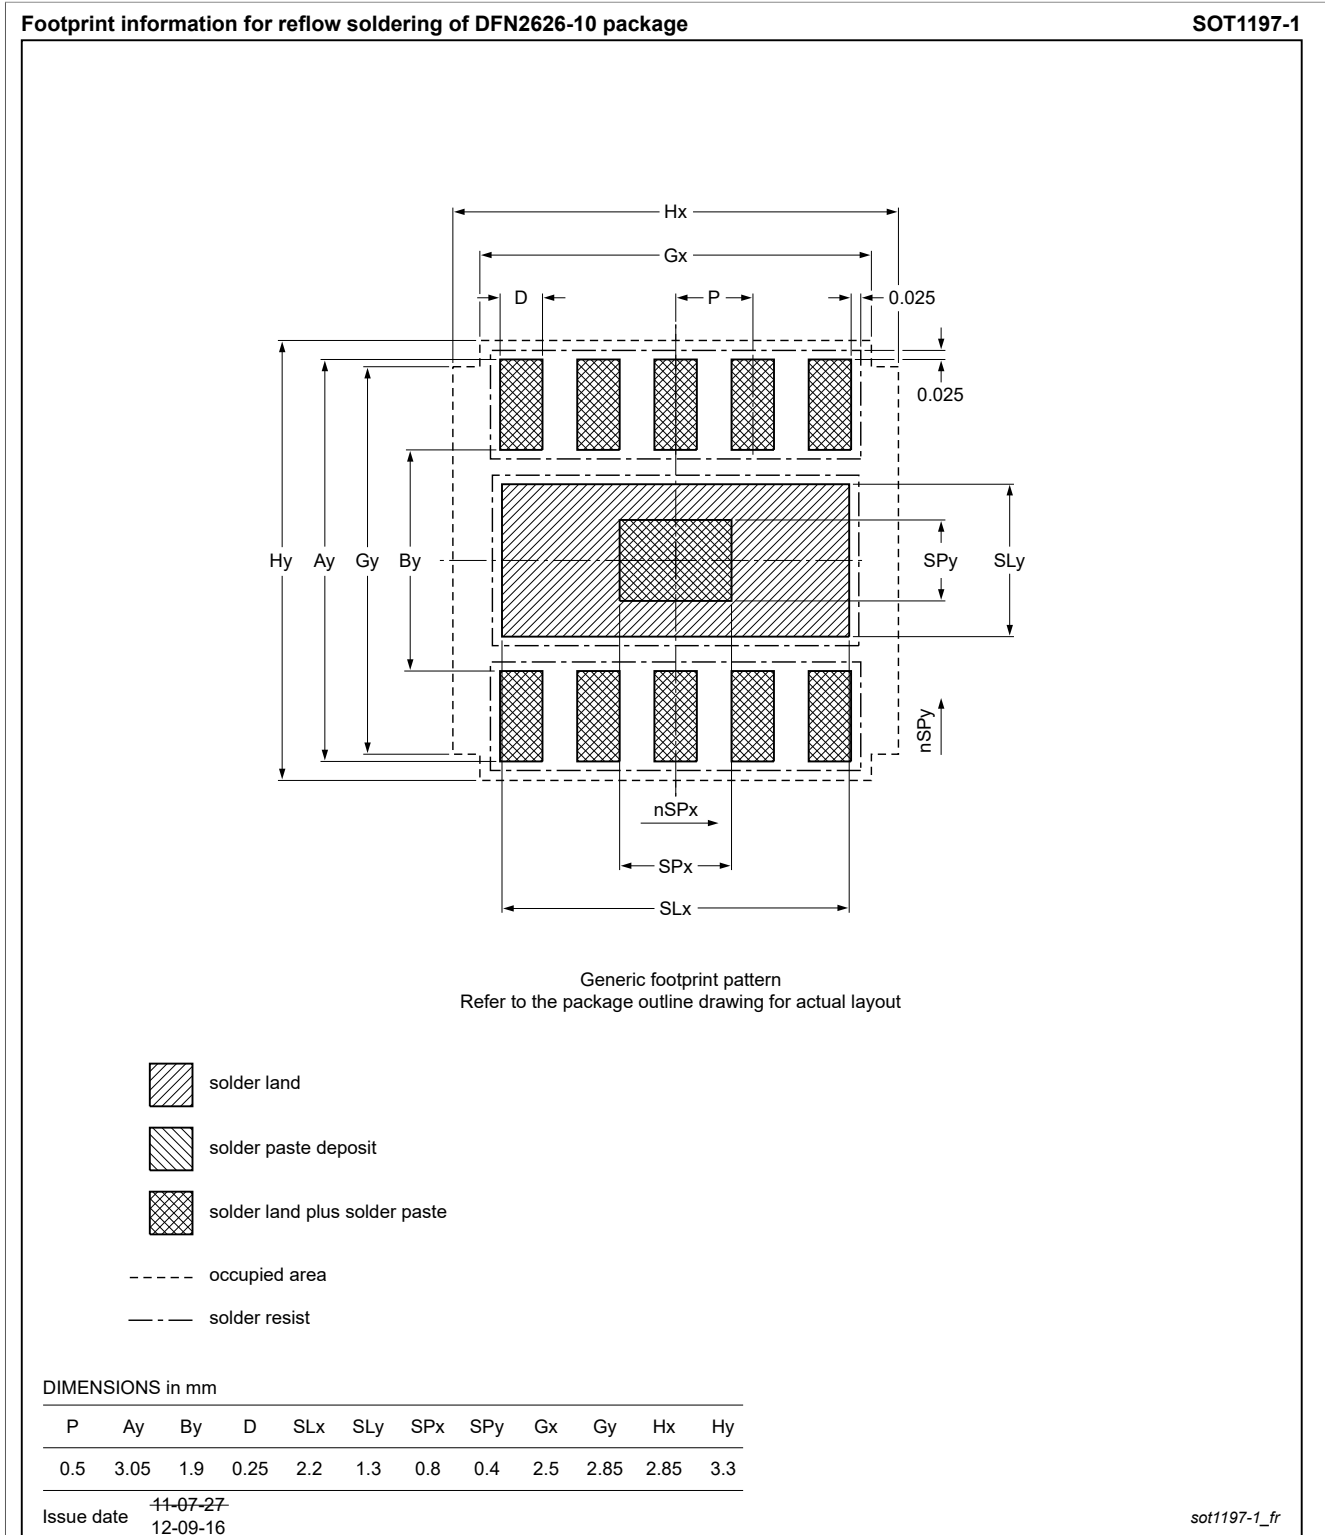 Footprint information for reflow soldering of DFN2626-10 package SOT1197-1
Hx
Gx
D P 0.025
0.025
Hy Ay Gy By SPy SLy
nSPy
nSPx
SPx
SLx
Generic footprint pattern
Refer to the package outline drawing for actual layout
solder land
solder paste deposit
solder land plus solder paste
occupied area
solder resist
DIMENSIONS in mm
P Ay By D SLx SLy SPx SPy Gx Gy Hx Hy
0.5 3.05 1.9 0.25 2.2 1.3 0.8 0.4 2.5 2.85 2.85 3.3
Issue date 11-07-27
12-09-16
sot1197-1_fr